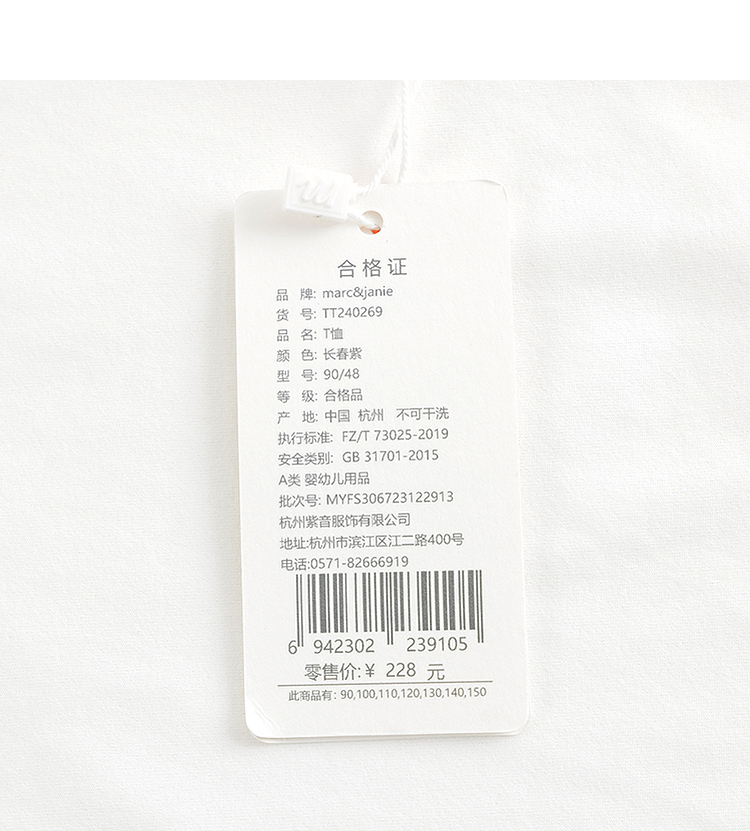 合格证
品 牌: marc&janie
货 号: TT240269
品 名: T恤
颜 色: 长春紫
型 号: 90/48
等 级: 合格品
产 地: 中国 杭州 不可干洗
执行标准: FZ/T 73025-2019
安全类别: GB 31701-2015
A类 婴幼儿用品
批次号: MYFS306723122913
杭州紫音服饰有限公司
地址:杭州市滨江区江二路400号
电话:0571-82666919
6 942302 239105
零售价:¥ 228 元
此商品有: 90,100,110,120,130,140,150